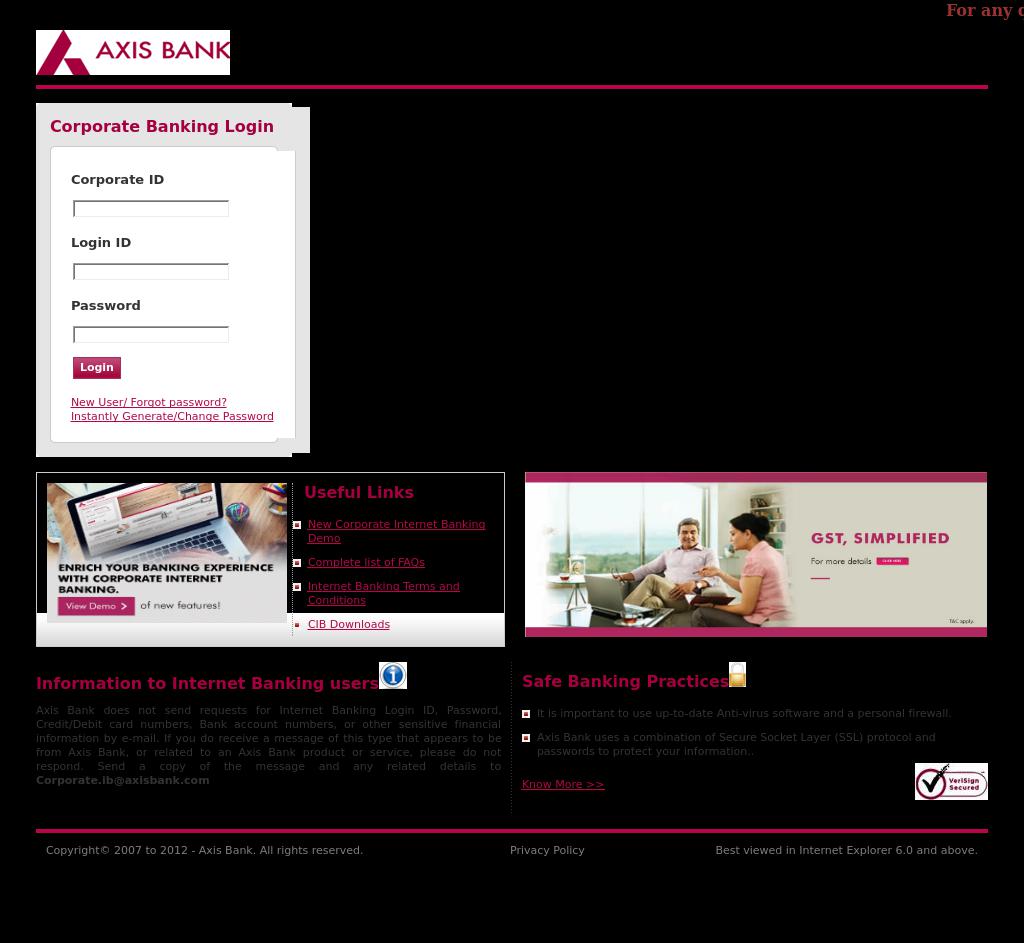 For any
AXIS BANK
Corporate Banking Login
Corporate ID
Login ID
Password
Login
New User/ Forgot password?
Instantly Generate/Change Password
ENRICH YOUR BANKING EXPERIENCE
WITH CORPORATE INTERNET
BANKING.
View Demo > of new features!
Useful Links
New Corporate Internet Banking
Demo
Complete list of FAQs
Internet Banking Terms and
Conditions
CIB Downloads
GST, SIMPLIFIED
For more details CLICK HERE
T&C apply.
Information to Internet Banking users
Axis Bank does not send requests for Internet Banking Login ID, Password,
Credit/Debit card numbers, Bank account numbers, or other sensitive financial
information by e-mail. If you do receive a message of this type that appears to be
from Axis Bank, or related to an Axis Bank product or service, please do not
respond. Send a copy of the message and any related details to
Corporate.ib@axisbank.com
Safe Banking Practices
It is important to use up-to-date Anti-virus software and a personal firewall.
Axis Bank uses a combination of Secure Socket Layer (SSL) protocol and
passwords to protect your information..
Know More >>
VeriSign
Secured
Copyright© 2007 to 2012 - Axis Bank. All rights reserved.
Privacy Policy
Best viewed in Internet Explorer 6.0 and above.